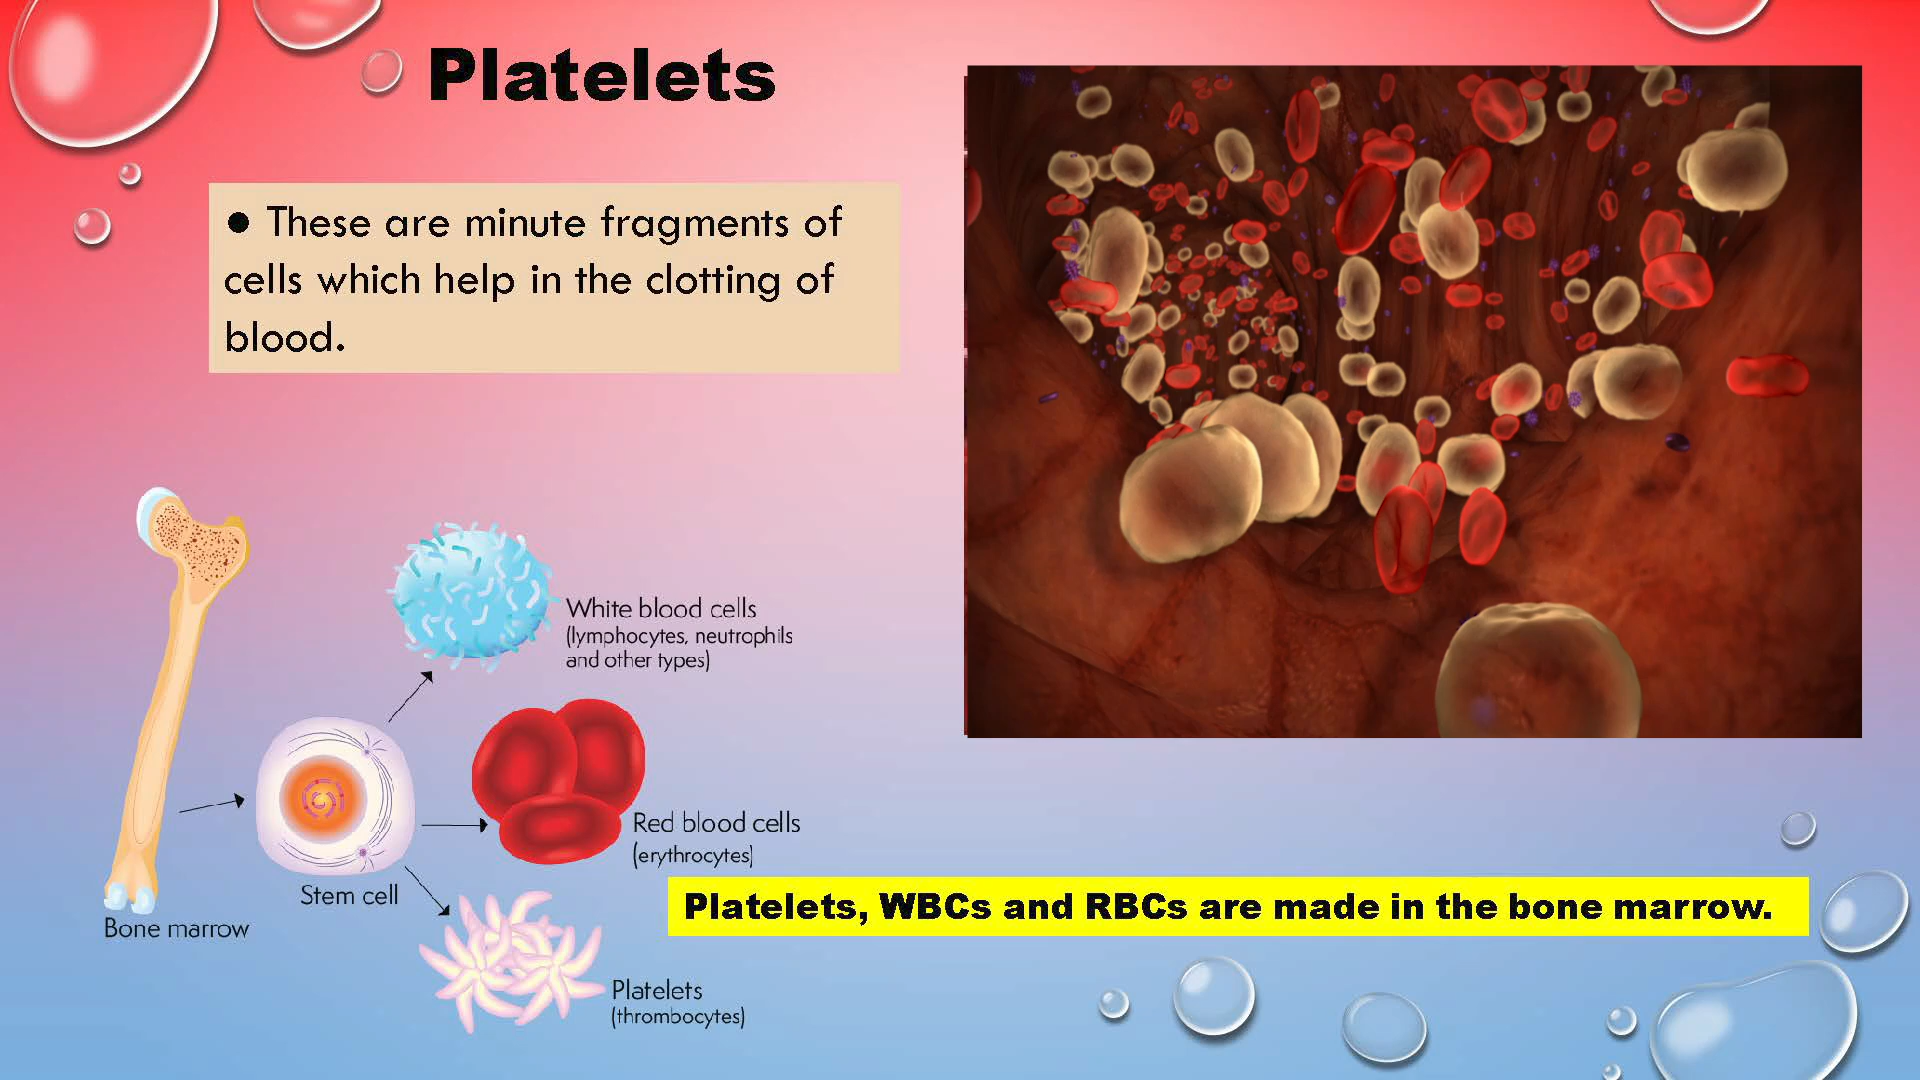 Platelets
● These are minute fragments of
cells which help in the clotting of
blood.
White blood cells
(lymphocytes, neutrophils
and other types)
Red blood cells
(erythrocytes)
Stem cell
Bone marrow
Platelets, WBCs and RBCs are made in the bone marrow.
Platelets
(thrombocytes)